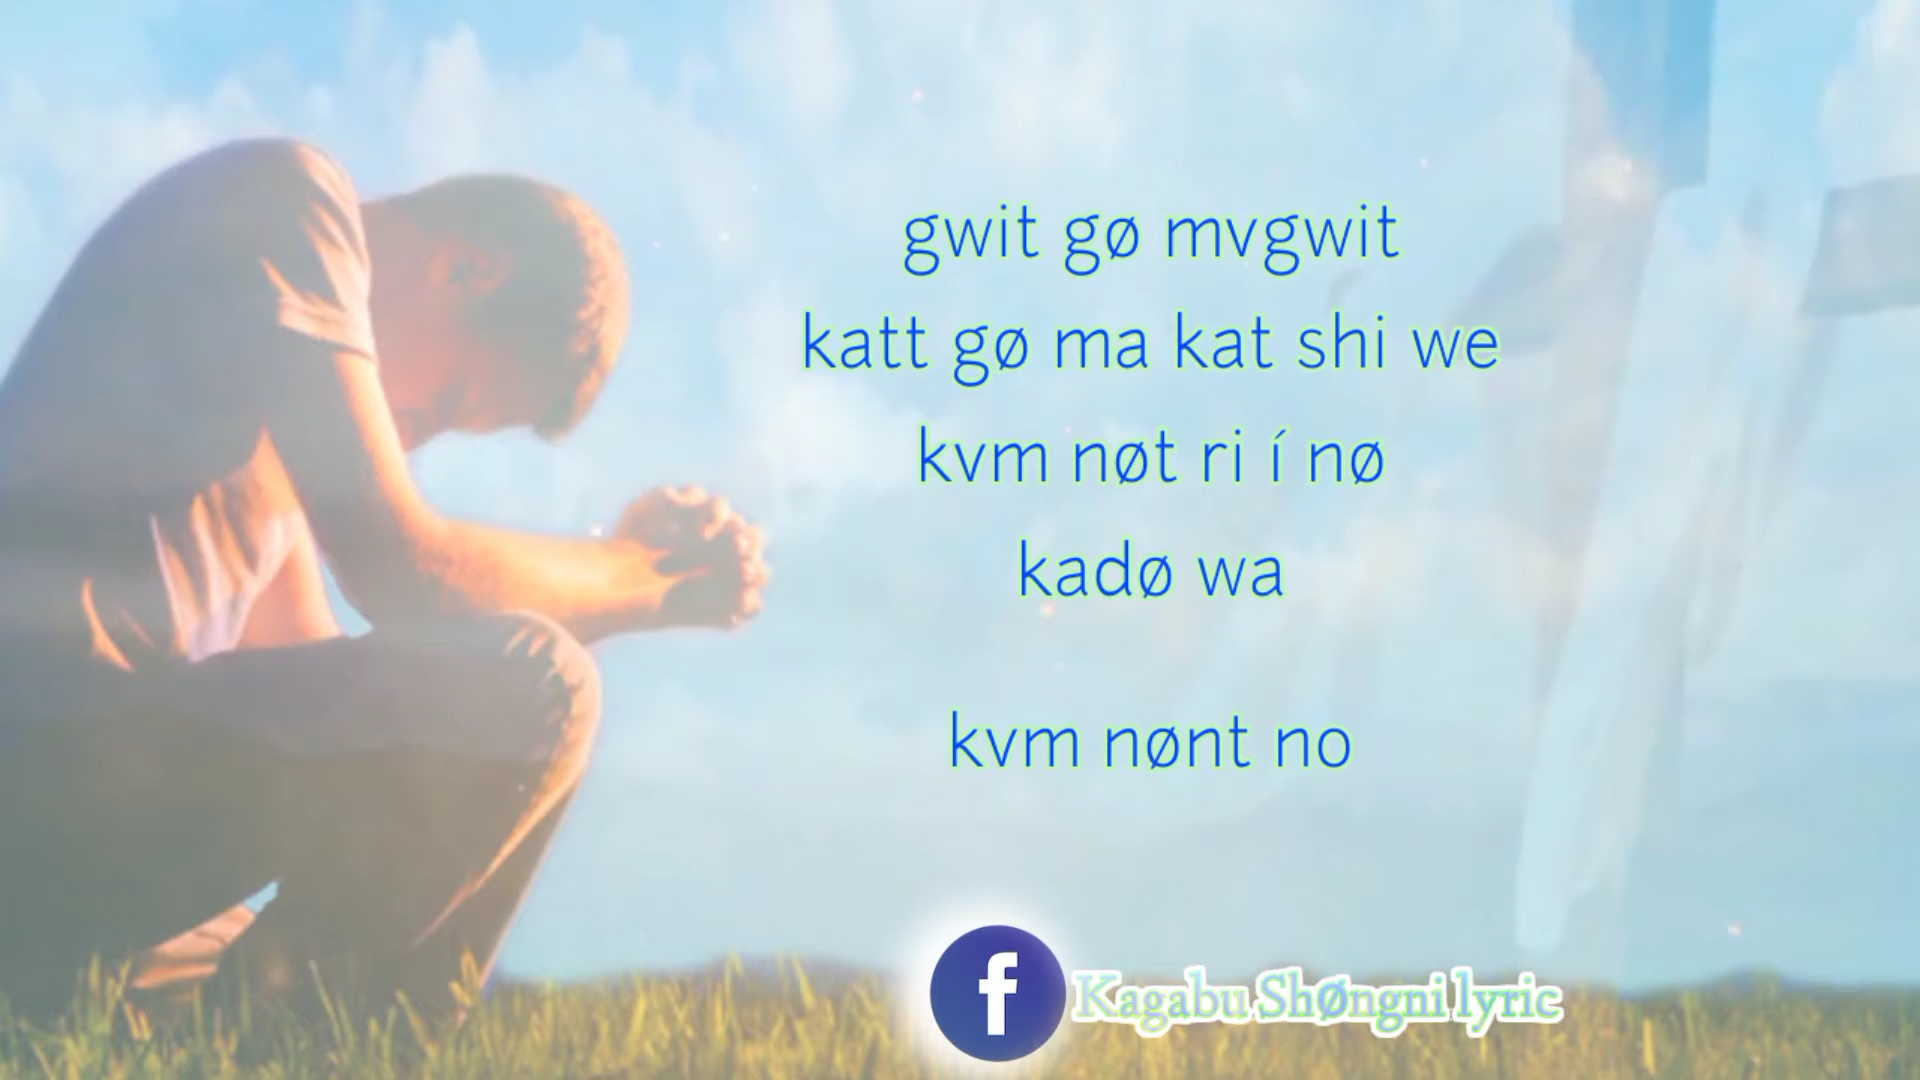 gwit gø mvgwit
katt gø ma kat shi we
kvm nøt ri í nø
kadø wa
kvm nønt no
f Kagabu Shøngni lyric